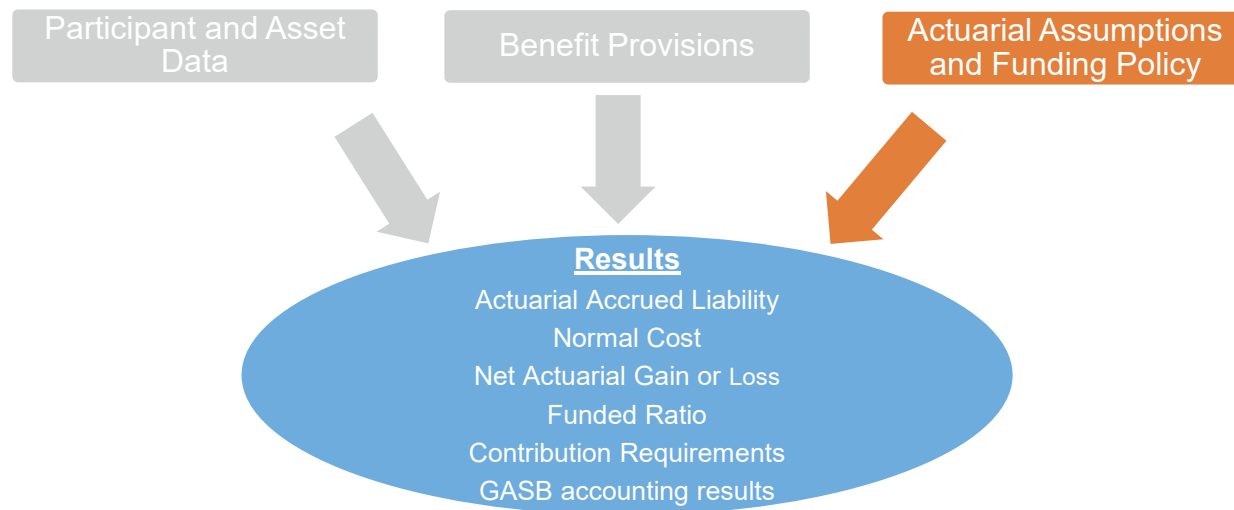 Participant and Asset
Data
Benefit Provisions
Actuarial Assumptions
and Funding Policy
Results
Actuarial Accrued Liability
Normal Cost
Net Actuarial Gain or Loss
Funded Ratio
Contribution Requirements
GASB accounting results